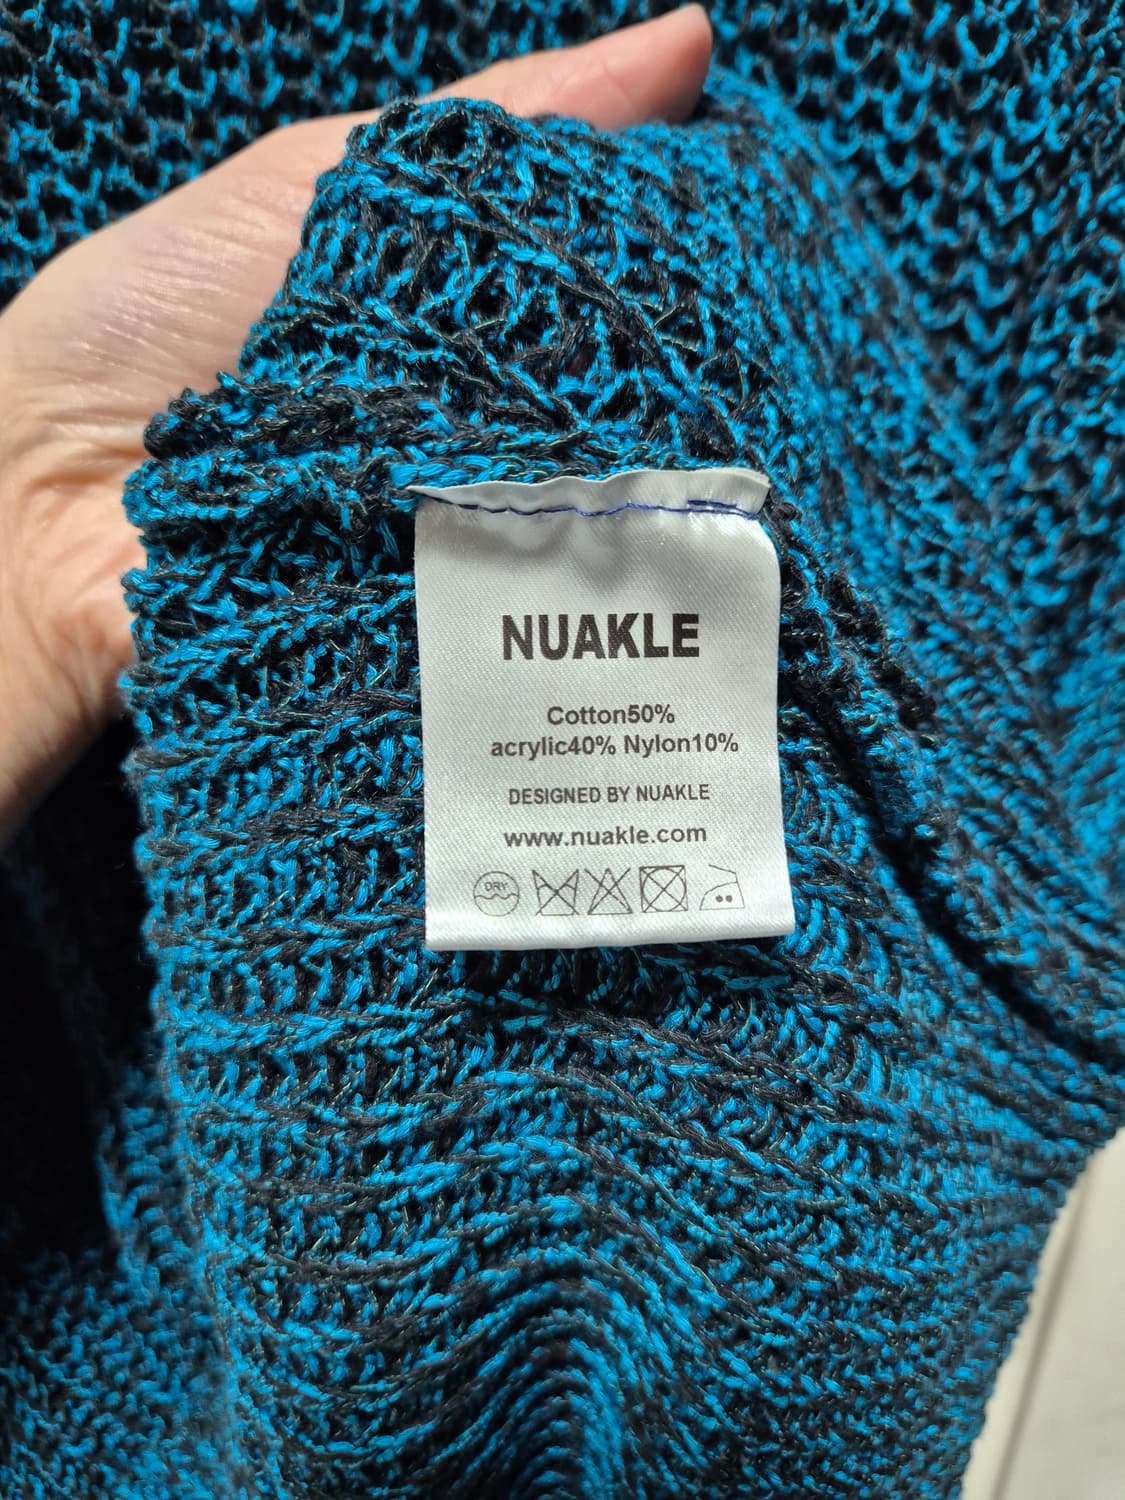 NUAKLE
Cotton50%
acrylic40% Nylon10%
DESIGNED BY NUAKLE
www.nuakle.com
DRY